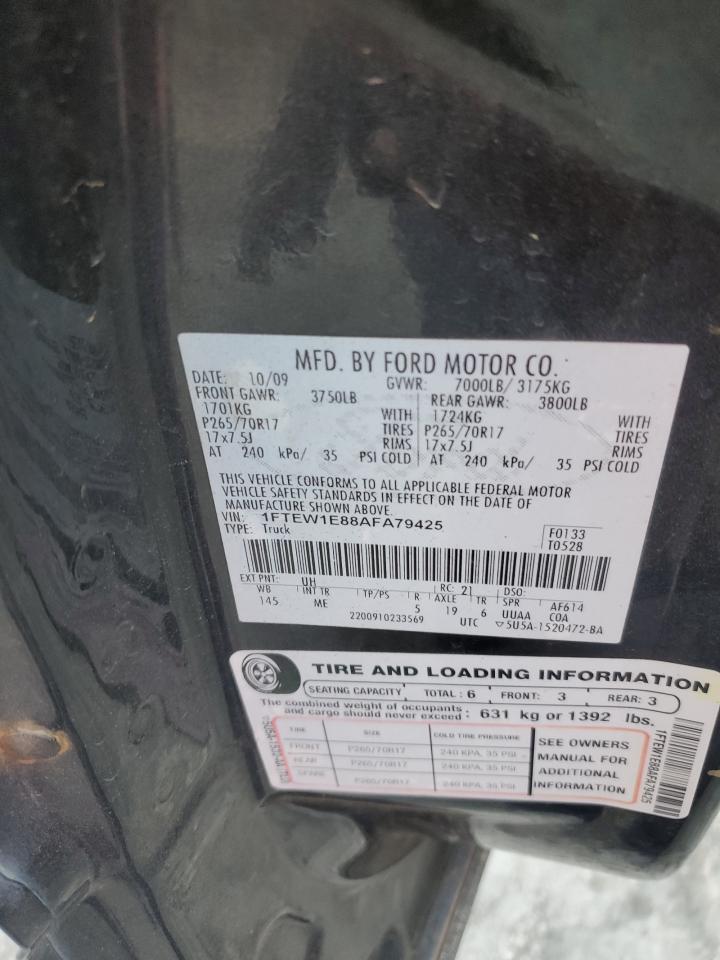 MFD. BY FORD MOTOR CO.
DATE: 10/09 GVWR: 7000LB/ 3175KG
FRONT GAWR: 3750LB REAR GAWR: 3800LB
1701KG WITH 1724KG WITH
P265/70R17 TIRES P265/70R17 TIRES
17x7.5J RIMS 17x7.5J RIMS
AT 240 kPa/ 35 PSI COLD AT 240 kPa/ 35 PSI COLD
THIS VEHICLE CONFORMS TO ALL APPLICABLE FEDERAL MOTOR
VEHICLE SAFETY STANDARDS IN EFFECT ON THE DATE OF
MANUFACTURE SHOWN ABOVE.
VIN: 1FTEW1E88AFA79425 F0133
TYPE: Truck T0528
EXT PNT: UH RC: 21 DSO:
WB INT TR TP/PS R AXLE TR SPR AF614
145 ME 5 19 6 UUAA COA
2200910233569 UTC ▽5U5A-1520472-BA
TIRE AND LOADING INFORMATION
SEATING CAPACITY TOTAL: 6 FRONT: 3 REAR: 3
The combined weight of occupants
and cargo should never exceed: 631 kg or 1392 lbs.
TIRE SIZE COLD TIRE PRESSURE SEE OWNERS
FRONT P265/70R17 240 KPA, 35 PSI MANUAL FOR
REAR P265/70R17 240 KPA, 35 PSI ADDITIONAL
SPARE P265/70R17 240 KPA, 35 PSI INFORMATION
1FTEW1E88AFA79425